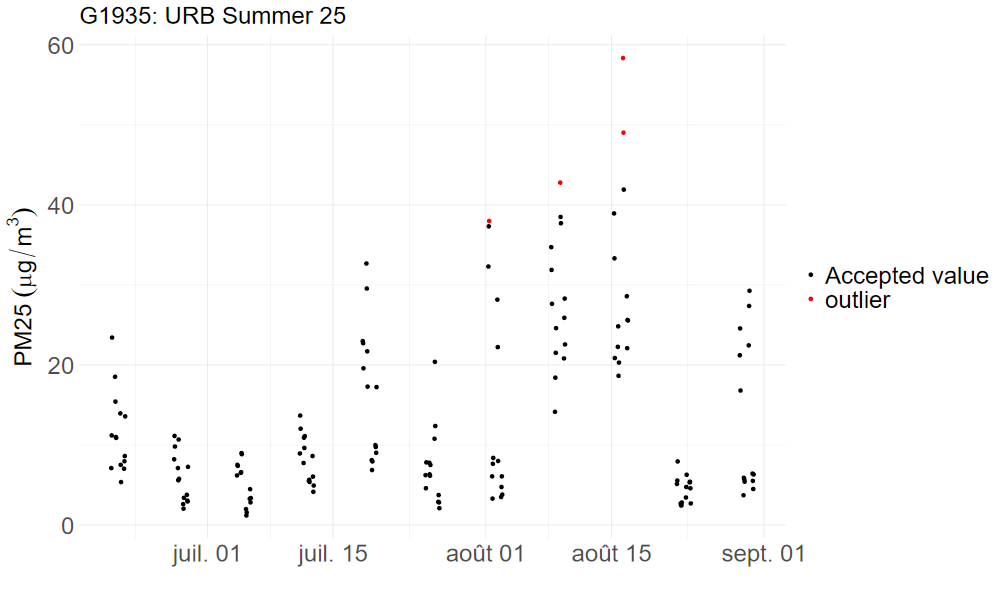 G1935: URB Summer 25
60
40
20
0
PM25 (μg/m³)
juil. 01
juil. 15
août 01
août 15
sept. 01
Accepted value
outlier